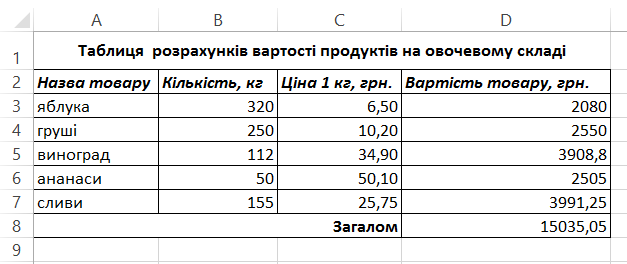 A B C D
1 Таблиця розрахунків вартості продуктів на овочевому складі
2 Назва товару Кількість, кг Ціна 1 кг, грн. Вартість товару, грн.
3 яблука 320 6,50 2080
4 груші 250 10,20 2550
5 виноград 112 34,90 3908,8
6 ананаси 50 50,10 2505
7 сливи 155 25,75 3991,25
8 Загалом 15035,05
9